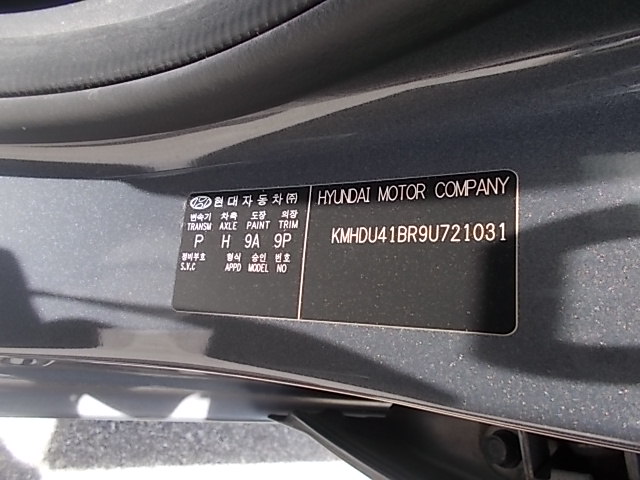 현대자동차㈜
변속기 차축 도장 의장
TRANSM AXLE PAINT TRIM
P H 9A 9P
정비부호 형식 승인 번호
S.V.C APPD MODEL NO
HYUNDAI MOTOR COMPANY
KMHDU41BR9U721031